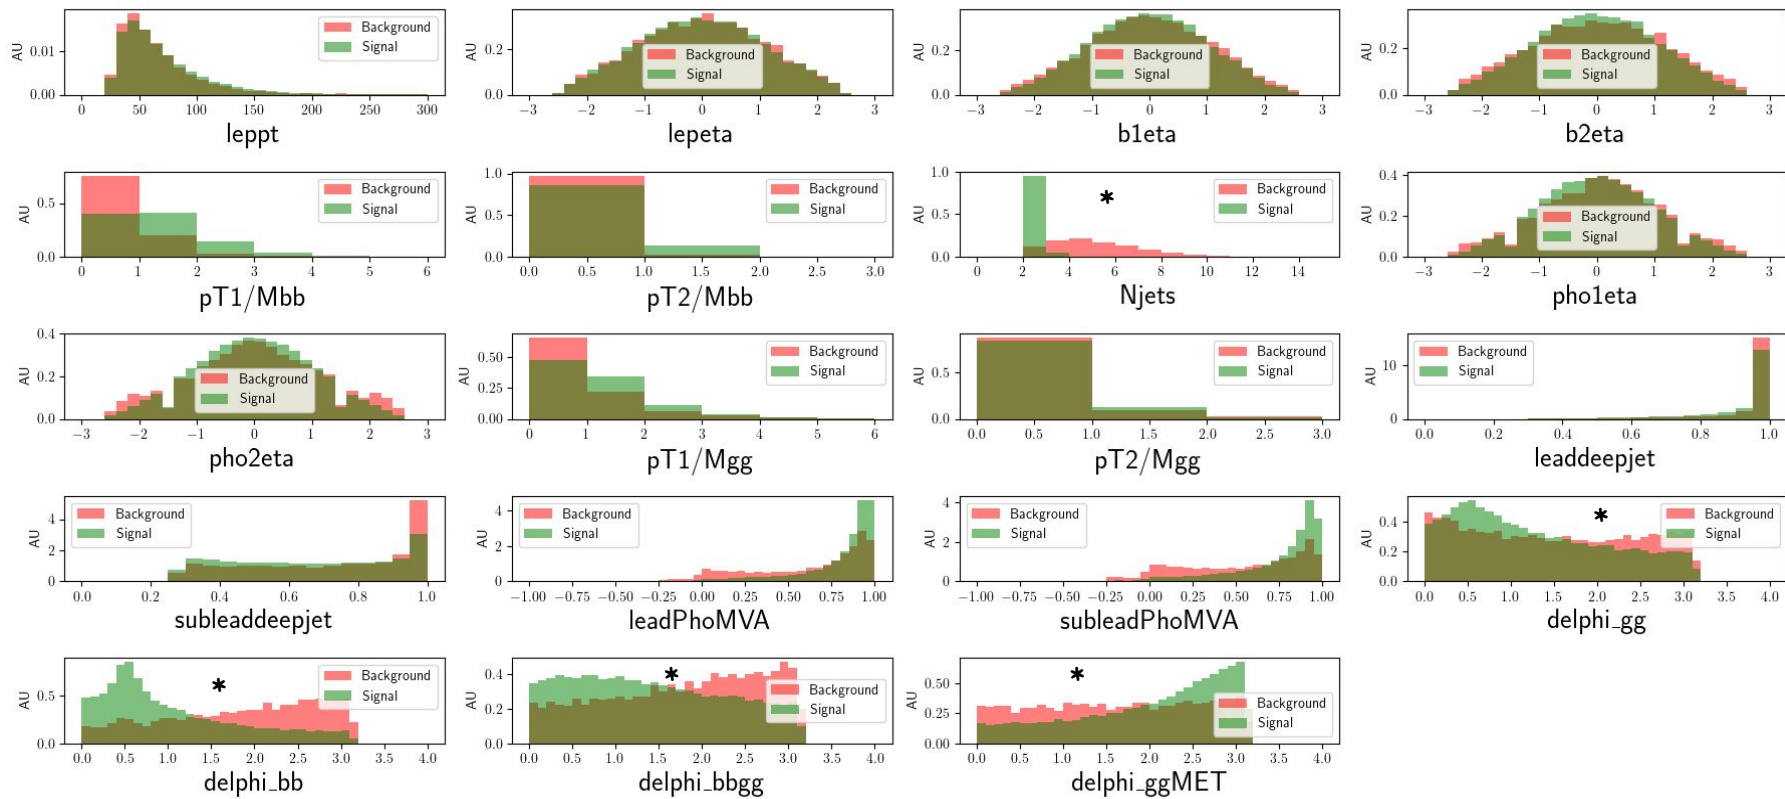 AU
0.01
0.00
0 50 100 150 200 250 300
Background
Signal
leppt
AU
0.2
0.0
−3 −2 −1 0 1 2 3
Background
Signal
lepeta
AU
0.2
0.0
−3 −2 −1 0 1 2 3
Background
Signal
b1eta
AU
0.2
0.0
−3 −2 −1 0 1 2 3
Background
Signal
b2eta
AU
0.5
0.0
0 1 2 3 4 5 6
Background
Signal
pT1/Mbb
AU
1.0
0.5
0.0
0.0 0.5 1.0 1.5 2.0 2.5 3.0
Background
Signal
pT2/Mbb
AU
1.0
0.5
0.0
0 2 4 6 8 10 12 14
*
Background
Signal
Njets
AU
0.4
0.2
0.0
−3 −2 −1 0 1 2 3
Background
Signal
pho1eta
AU
0.4
0.2
0.0
−3 −2 −1 0 1 2 3
Background
Signal
pho2eta
AU
0.50
0.25
0.00
0 1 2 3 4 5 6
Background
Signal
pT1/Mgg
AU
0.5
0.0
0.0 0.5 1.0 1.5 2.0 2.5 3.0
Background
Signal
pT2/Mgg
AU
10
0
0.0 0.2 0.4 0.6 0.8 1.0
Background
Signal
leaddeepjet
AU
4
2
0
0.0 0.2 0.4 0.6 0.8 1.0
Background
Signal
subleaddeepjet
AU
4
2
0
−1.00 −0.75 −0.50 −0.25 0.00 0.25 0.50 0.75 1.00
Background
Signal
leadPhoMVA
AU
4
2
0
−1.00 −0.75 −0.50 −0.25 0.00 0.25 0.50 0.75 1.00
Background
Signal
subleadPhoMVA
AU
0.4
0.2
0.0
0.0 0.5 1.0 1.5 2.0 2.5 3.0 3.5 4.0
*
Background
Signal
delphi_gg
AU
0.5
0.0
0.0 0.5 1.0 1.5 2.0 2.5 3.0 3.5 4.0
*
Background
Signal
delphi_bb
AU
0.4
0.2
0.0
0.0 0.5 1.0 1.5 2.0 2.5 3.0 3.5 4.0
*
Background
Signal
delphi_bbgg
AU
0.50
0.25
0.00
0.0 0.5 1.0 1.5 2.0 2.5 3.0 3.5 4.0
*
Background
Signal
delphi_ggMET